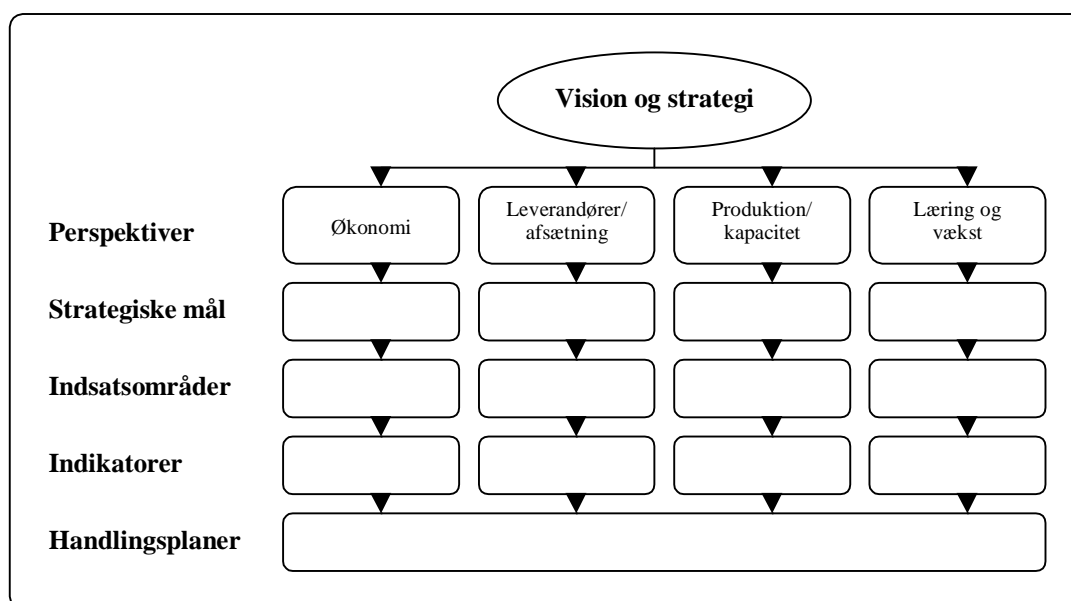 Vision og strategi
Perspektiver
Økonomi
Leverandører/
afsætning
Produktion/
kapacitet
Læring og
vækst
Strategiske mål
Indsatsområder
Indikatorer
Handlingsplaner